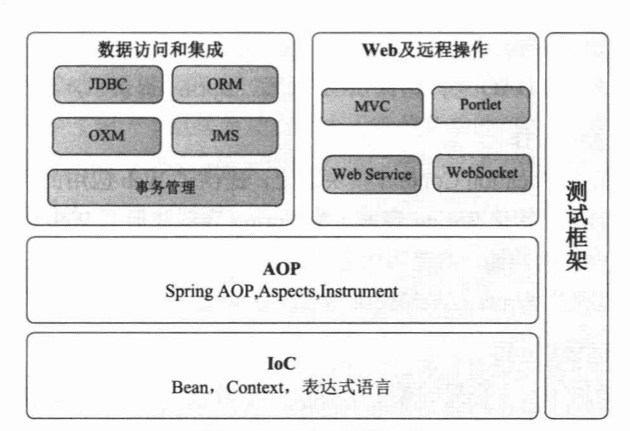 数据访问和集成
JDBC
ORM
OXM
JMS
事务管理
Web及远程操作
MVC
Portlet
Web Service
WebSocket
测试框架
AOP
Spring AOP,Aspects,Instrument
IoC
Bean，Context，表达式语言